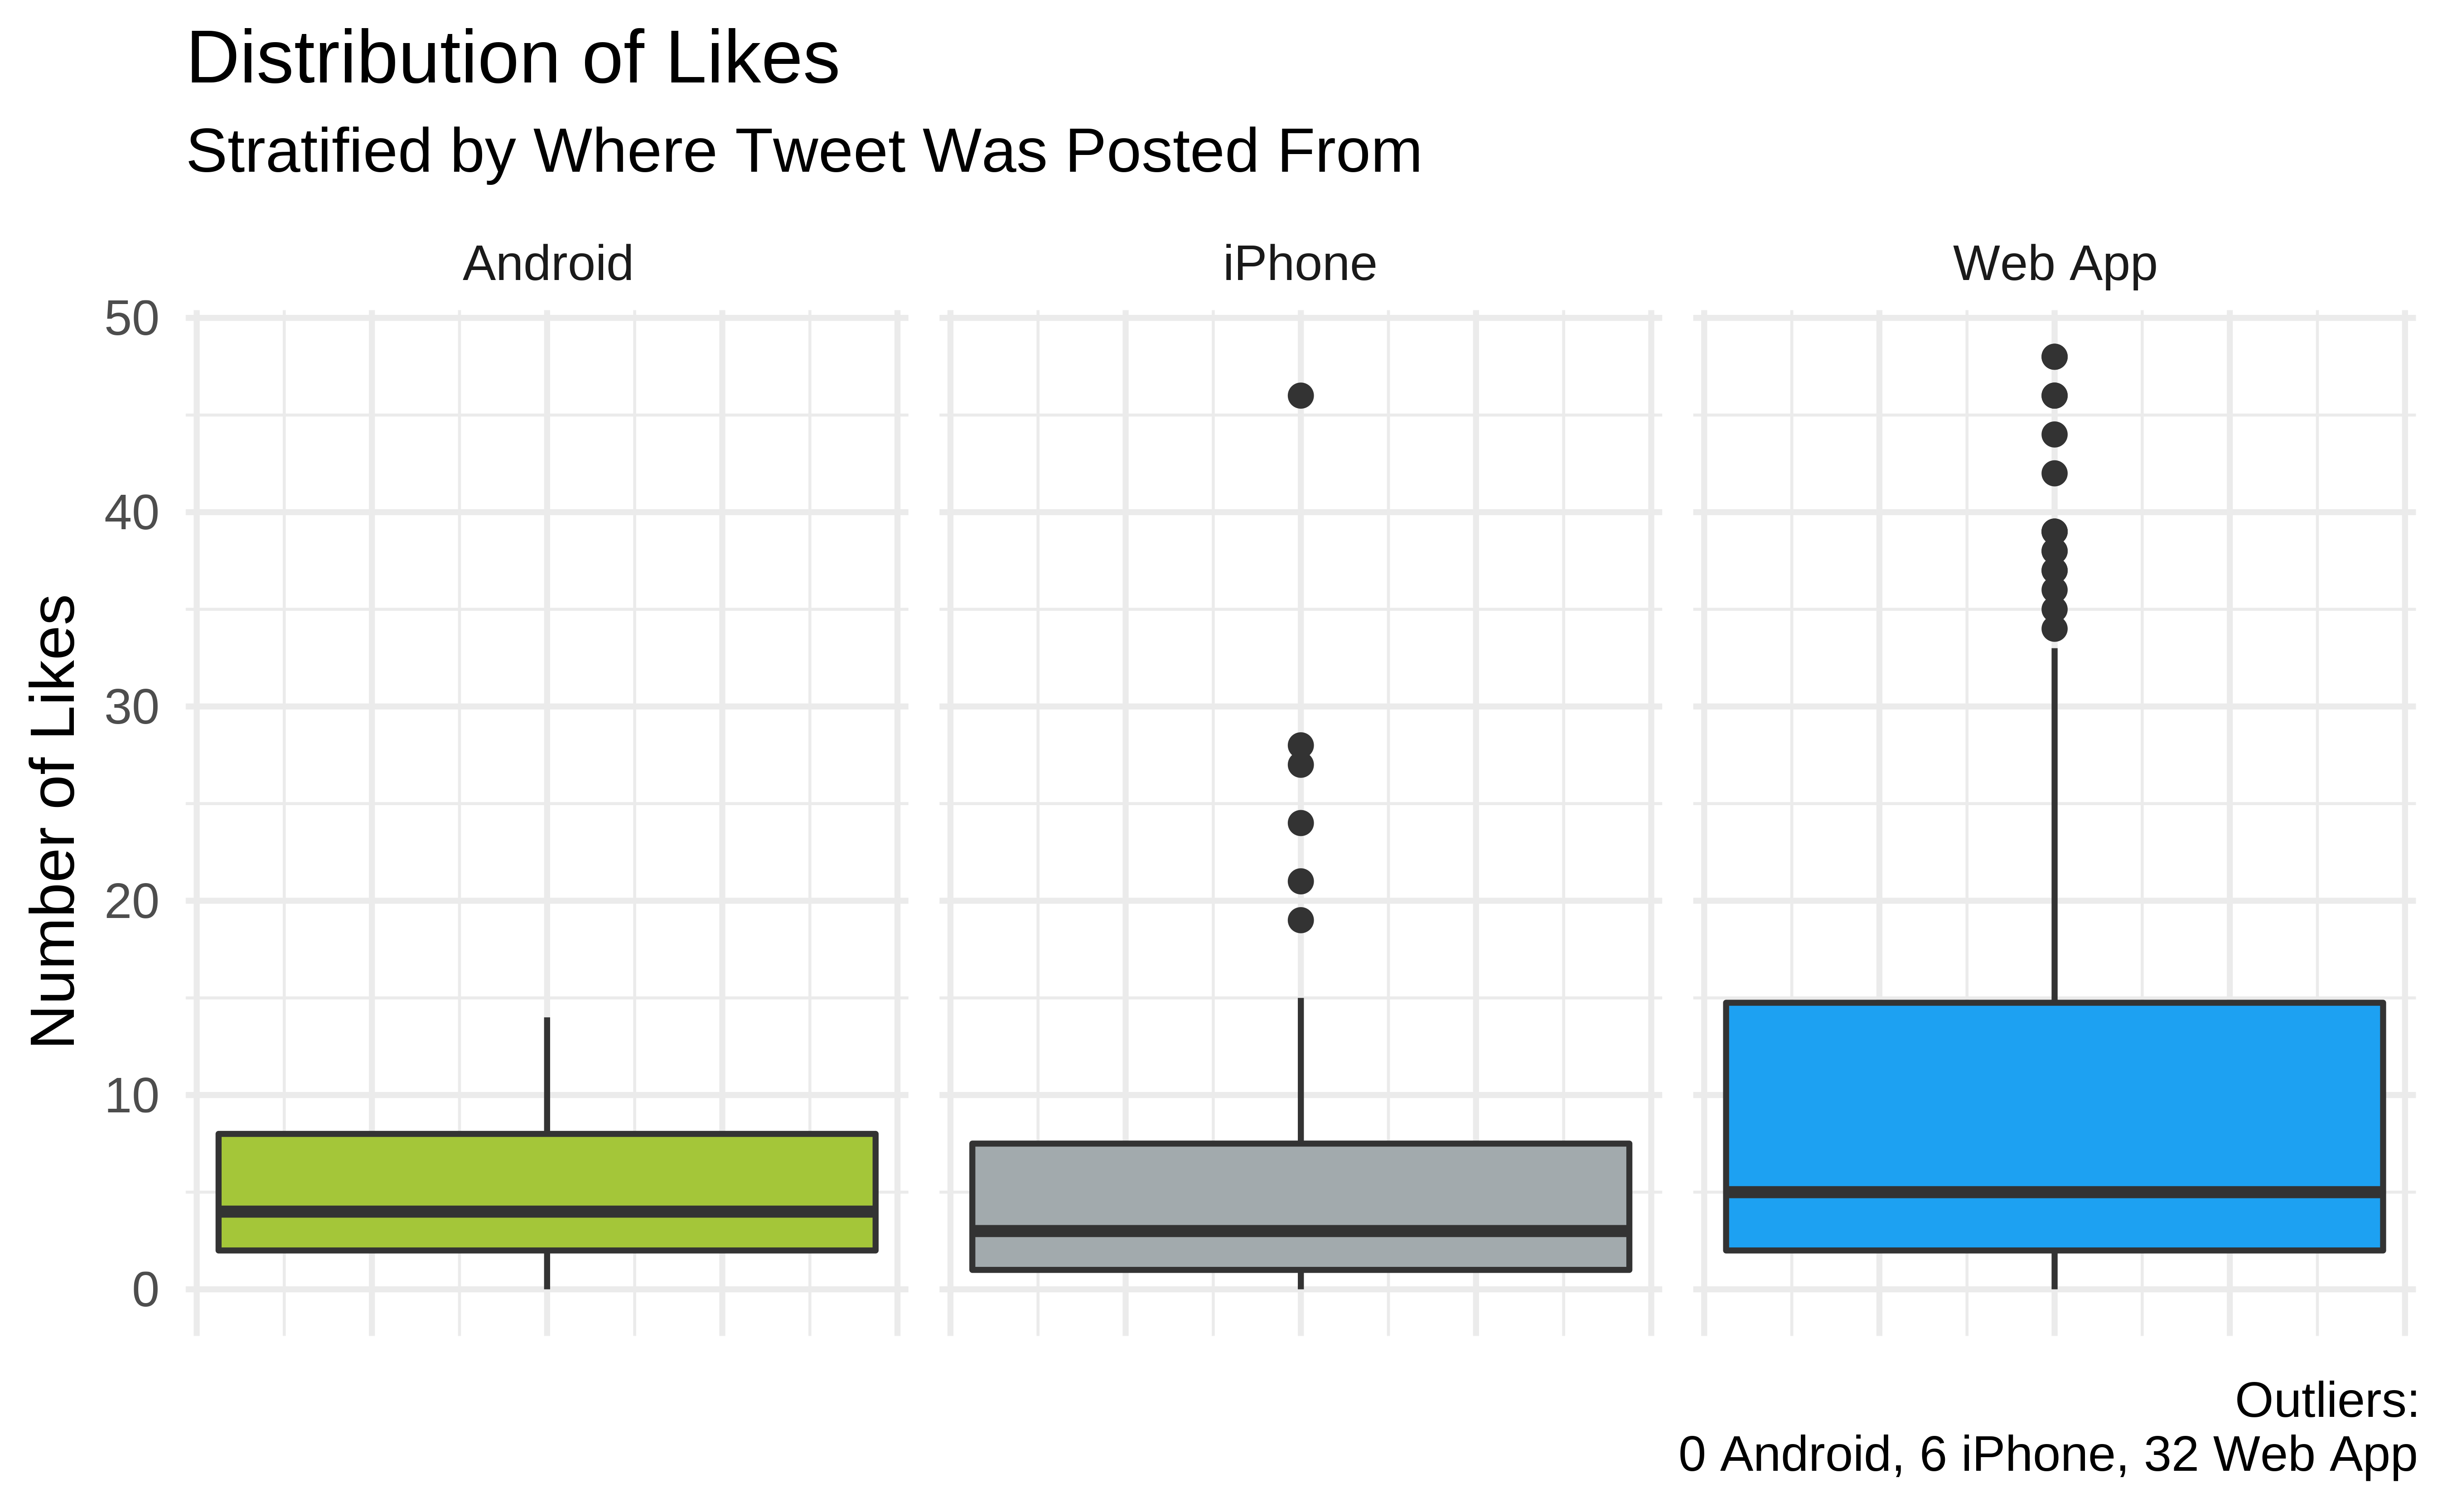 Distribution of Likes
Stratified by Where Tweet Was Posted From
Android
iPhone
Web App
Number of Likes
50
40
30
20
10
0
Outliers:
0 Android, 6 iPhone, 32 Web App